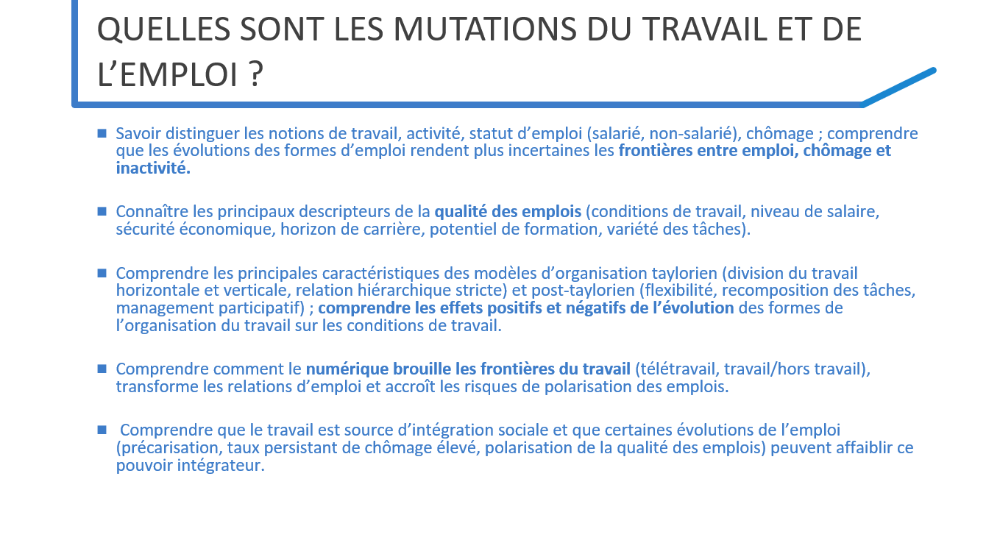 QUELLES SONT LES MUTATIONS DU TRAVAIL ET DE
L’EMPLOI ?
■ Savoir distinguer les notions de travail, activité, statut d’emploi (salarié, non-salarié), chômage ; comprendre
que les évolutions des formes d’emploi rendent plus incertaines les frontières entre emploi, chômage et
inactivité.
■ Connaître les principaux descripteurs de la qualité des emplois (conditions de travail, niveau de salaire,
sécurité économique, horizon de carrière, potentiel de formation, variété des tâches).
■ Comprendre les principales caractéristiques des modèles d’organisation taylorien (division du travail
horizontale et verticale, relation hiérarchique stricte) et post-taylorien (flexibilité, recomposition des tâches,
management participatif) ; comprendre les effets positifs et négatifs de l’évolution des formes de
l’organisation du travail sur les conditions de travail.
■ Comprendre comment le numérique brouille les frontières du travail (télétravail, travail/hors travail),
transforme les relations d’emploi et accroît les risques de polarisation des emplois.
■ Comprendre que le travail est source d’intégration sociale et que certaines évolutions de l’emploi
(précarisation, taux persistant de chômage élevé, polarisation de la qualité des emplois) peuvent affaiblir ce
pouvoir intégrateur.